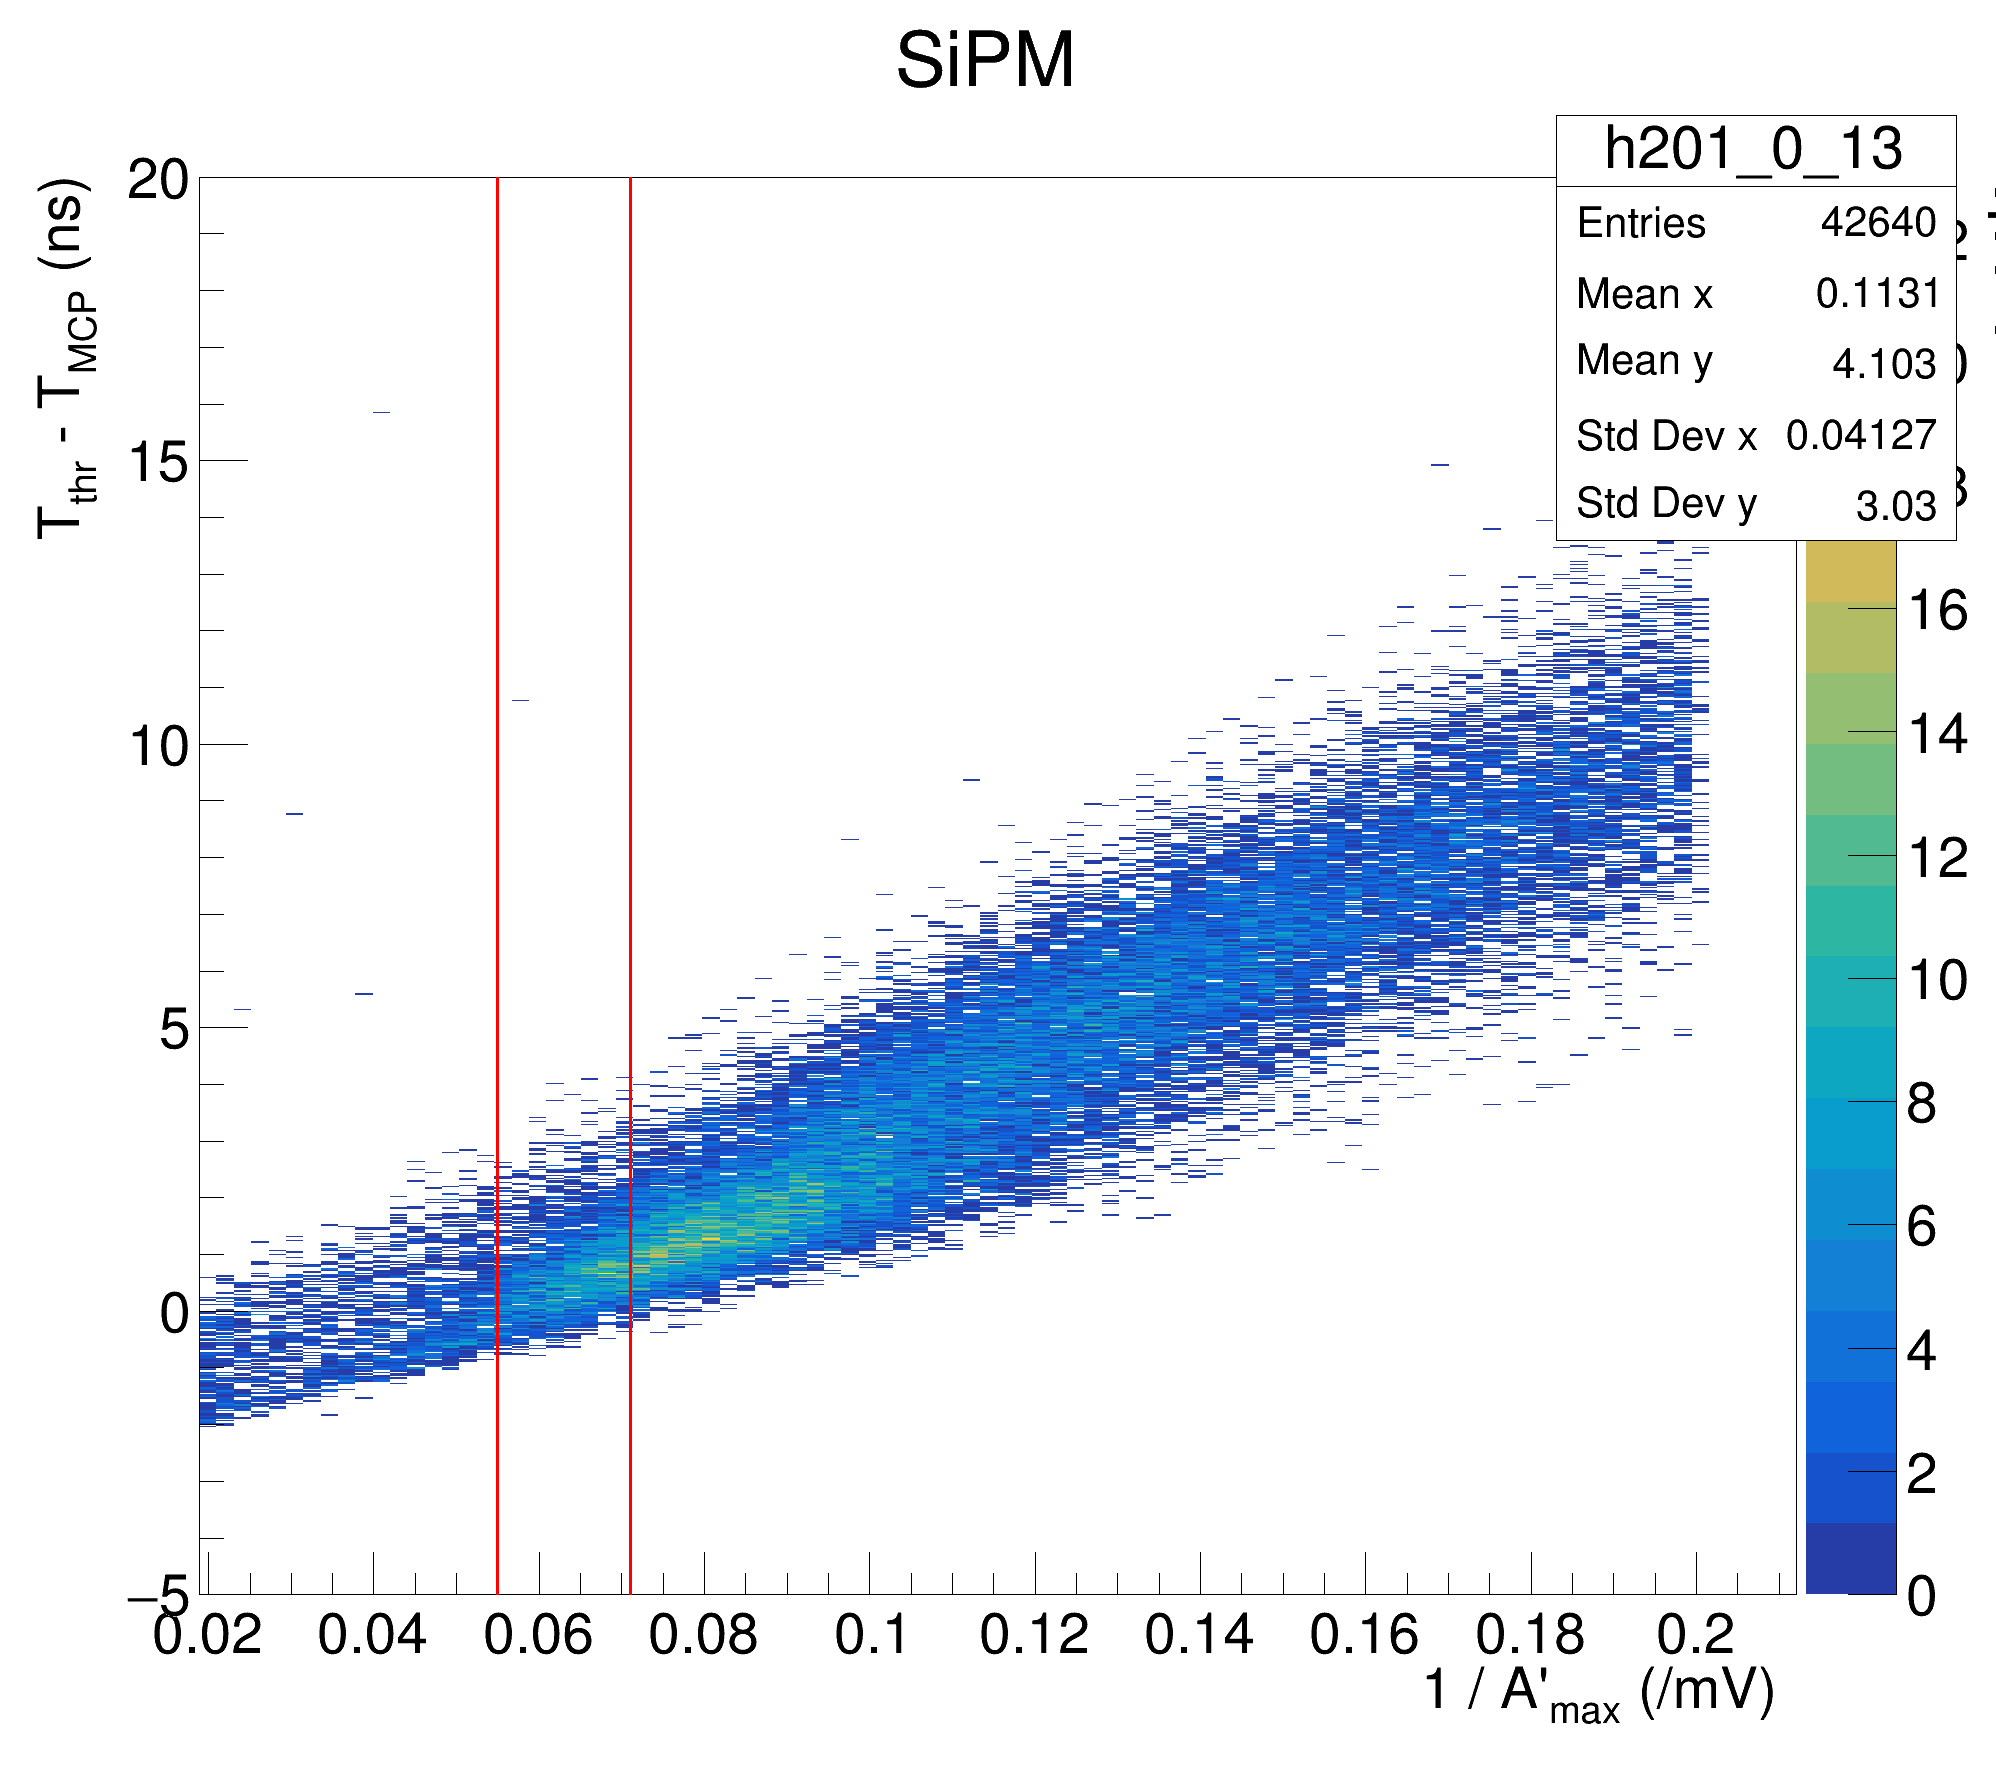 SiPM
h201_0_13
Entries 42640
Mean x 0.1131
Mean y 4.103
Std Dev x 0.04127
Std Dev y 3.03
T_thr - T_MCP (ns)
20
15
10
5
0
−5
0.02 0.04 0.06 0.08 0.1 0.12 0.14 0.16 0.18 0.2
1 / A'_max (/mV)
16
14
12
10
8
6
4
2
0